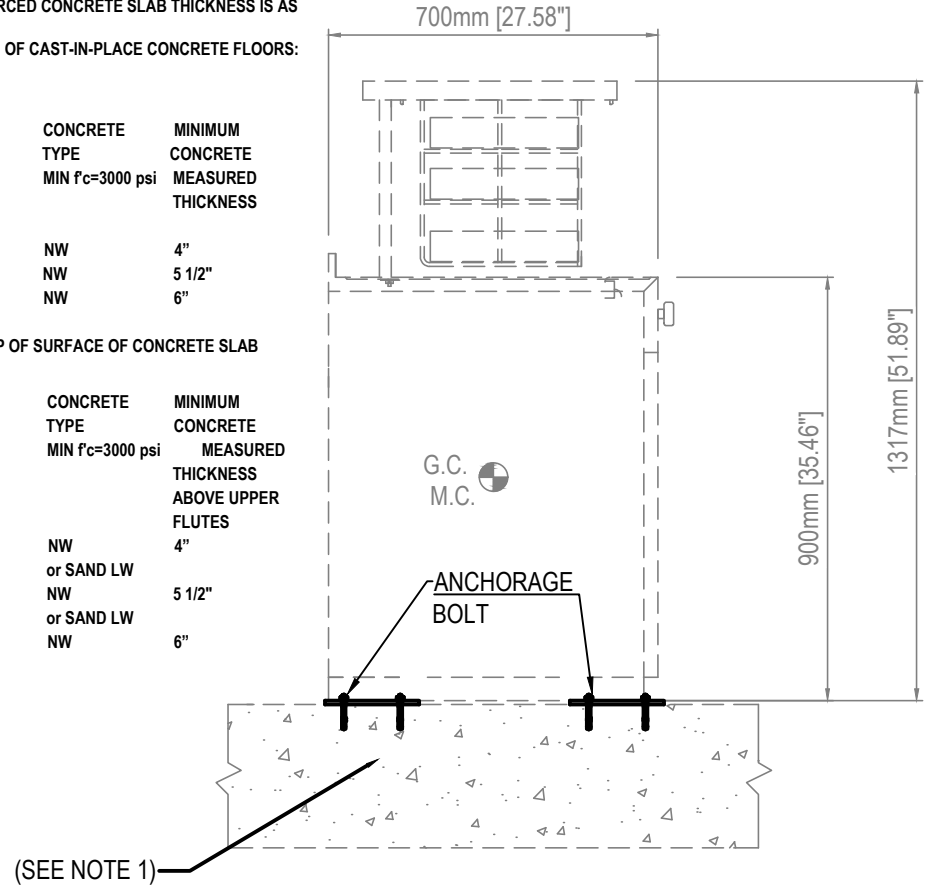 RCED CONCRETE SLAB THICKNESS IS AS
OF CAST-IN-PLACE CONCRETE FLOORS:
CONCRETE MINIMUM
TYPE CONCRETE
MIN f'c=3000 psi MEASURED
THICKNESS
NW 4”
NW 5 1/2"
NW 6”
P OF SURFACE OF CONCRETE SLAB
CONCRETE MINIMUM
TYPE CONCRETE
MIN f'c=3000 psi MEASURED
THICKNESS
ABOVE UPPER
FLUTES
NW 4”
or SAND LW
NW 5 1/2"
or SAND LW
NW 6”
700mm [27.58"]
1317mm [51.89"]
900mm [35.46"]
G.C.
M.C.
ANCHORAGE
BOLT
(SEE NOTE 1)